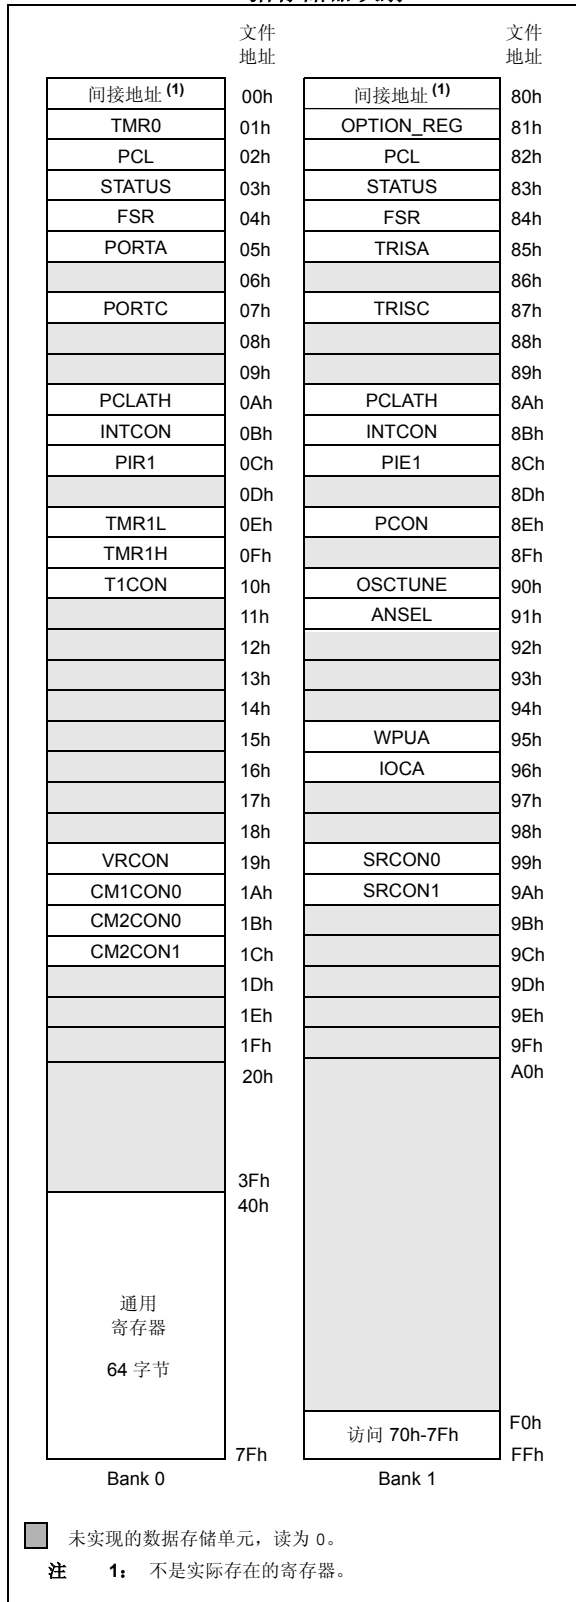 文件 文件
地址 地址
间接地址 (1) 00h 间接地址 (1) 80h
TMR0 01h OPTION_REG 81h
PCL 02h PCL 82h
STATUS 03h STATUS 83h
FSR 04h FSR 84h
PORTA 05h TRISA 85h
06h 86h
PORTC 07h TRISC 87h
08h 88h
09h 89h
PCLATH 0Ah PCLATH 8Ah
INTCON 0Bh INTCON 8Bh
PIR1 0Ch PIE1 8Ch
0Dh 8Dh
TMR1L 0Eh PCON 8Eh
TMR1H 0Fh 8Fh
T1CON 10h OSCTUNE 90h
11h ANSEL 91h
12h 92h
13h 93h
14h 94h
15h WPUA 95h
16h IOCA 96h
17h 97h
18h 98h
VRCON 19h SRCON0 99h
CM1CON0 1Ah SRCON1 9Ah
CM2CON0 1Bh 9Bh
CM2CON1 1Ch 9Ch
1Dh 9Dh
1Eh 9Eh
1Fh 9Fh
20h A0h
3Fh
40h
通用
寄存器
64 字节
访问 70h-7Fh F0h
7Fh FFh
Bank 0 Bank 1
未实现的数据存储单元，读为 0。
注 1： 不是实际存在的寄存器。